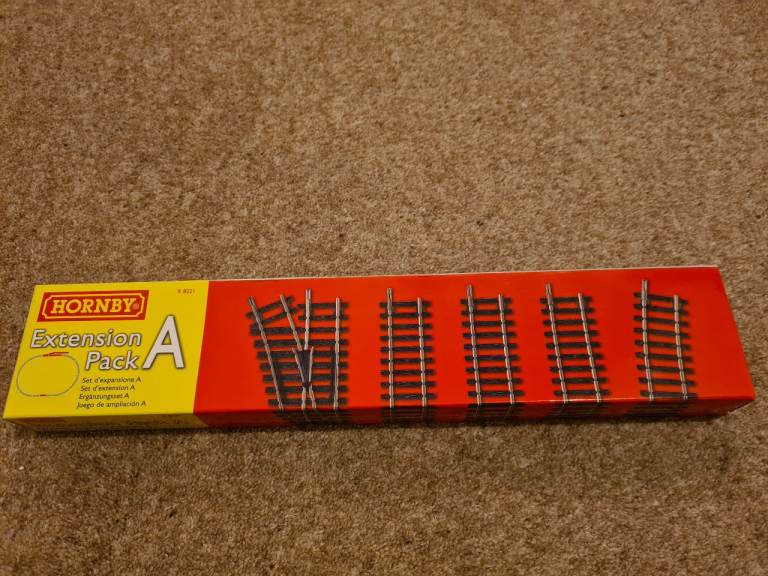 HORNBY
R 8221
Extension
Pack A
Set d'expansione A
Set d'extension A
Ergänzungsset A
Juego de ampliación A